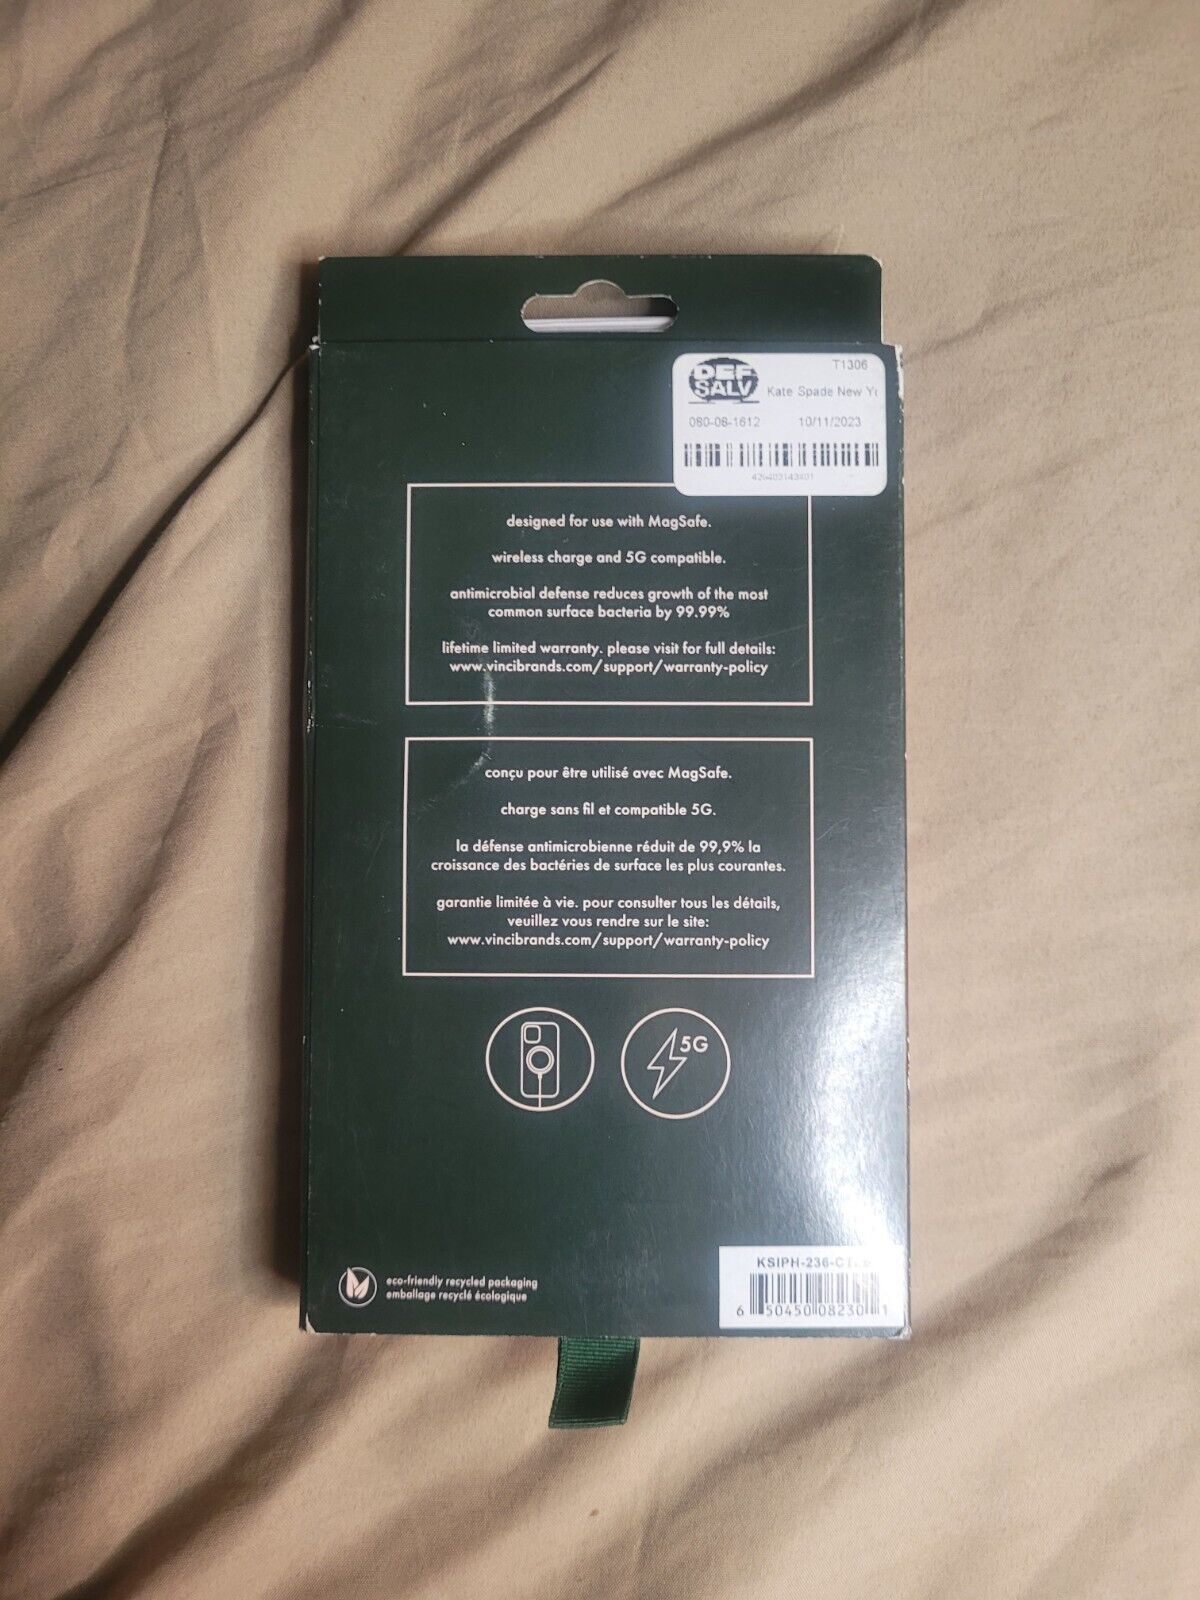 DEF
SALV
T1306
Kate Spade New Yo
080-08-1612 10/11/2023
designed for use with MagSafe.
wireless charge and 5G compatible.
antimicrobial defense reduces growth of the most
common surface bacteria by 99.99%
lifetime limited warranty. please visit for full details:
www.vincibrands.com/support/warranty-policy
conçu pour être utilisé avec MagSafe.
charge sans fil et compatible 5G.
la défense antimicrobienne réduit de 99,9% la
croissance des bactéries de surface les plus courantes.
garantie limitée à vie. pour consulter tous les détails,
veuillez vous rendre sur le site:
www.vincibrands.com/support/warranty-policy
5G
eco-friendly recycled packaging
emballage recyclé écologique
6 50450 08230 1